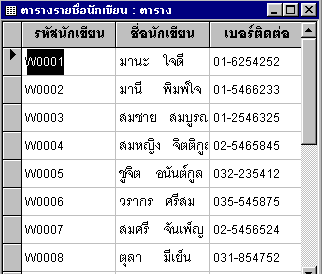 ตารางรายชื่อนักเขียน : ตาราง
รหัสนักเขียน ชื่อนักเขียน เบอร์ติดต่อ
W0001 มานะ ใจดี 01-6254252
W0002 มานี พิมพ์ใจ 01-5466233
W0003 สมชาย สมบูรณ 01-2546325
W0004 สมหญิง จิตติกุล 02-5465845
W0005 ชูจิต อนันต์กูล 032-235412
W0006 วรากร ศรีสม 035-545875
W0007 สมศรี จันเพ็ญ 02-5456524
W0008 ตุลา มีเย็น 031-854752